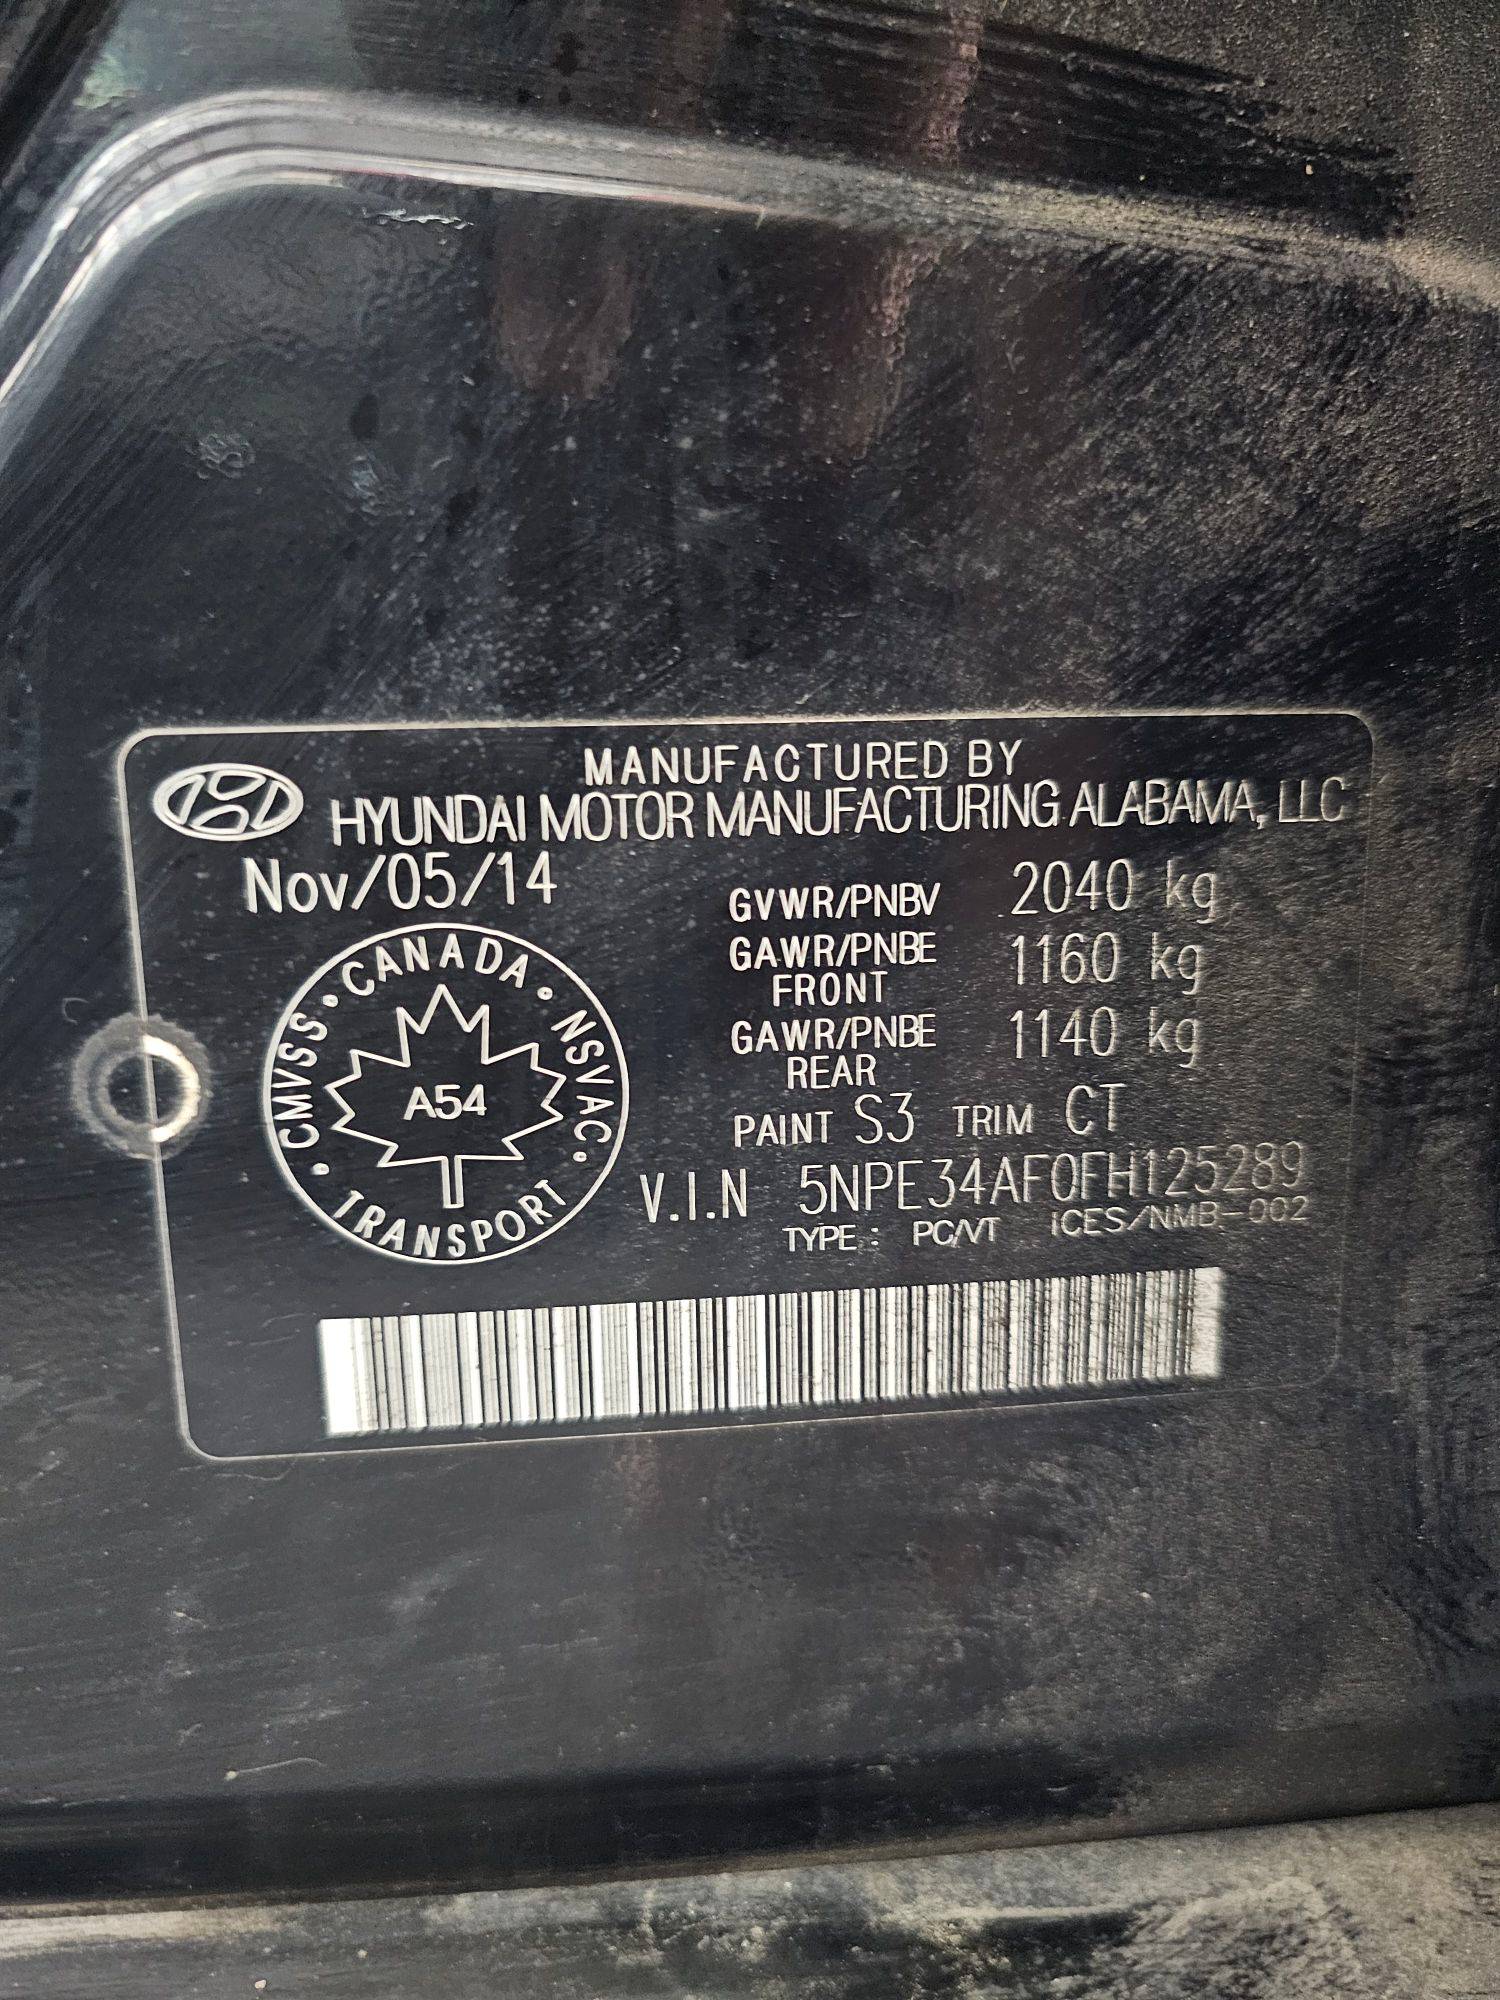 MANUFACTURED BY
HYUNDAI MOTOR MANUFACTURING ALABAMA, LLC
Nov/05/14
GVWR/PNBV 2040 kg
GAWR/PNBE FRONT 1160 kg
GAWR/PNBE REAR 1140 kg
PAINT S3 TRIM CT
V.I.N 5NPE34AF0FH125289
TYPE : PC/VT ICES/NMB-002
CANADA
· CMVSS ·
· NSVAC ·
TRANSPORT
A54